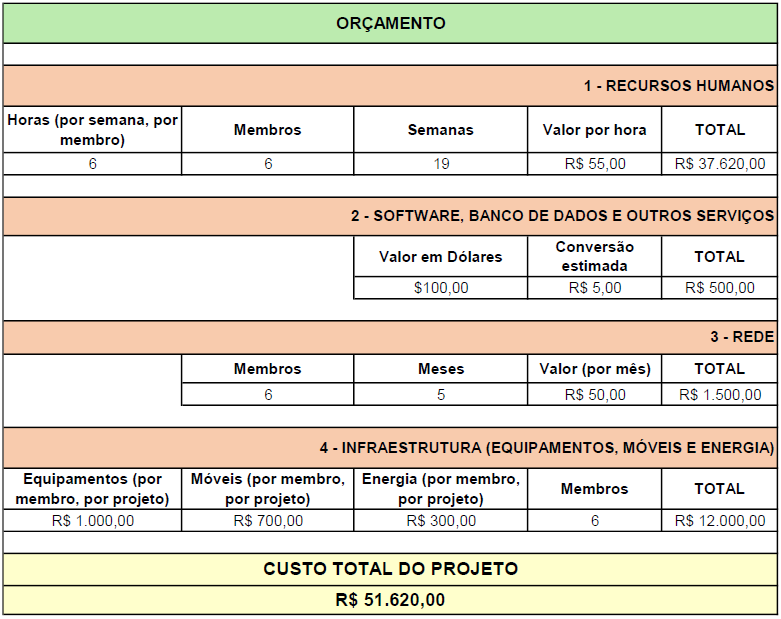 ORÇAMENTO
1 - RECURSOS HUMANOS
Horas (por semana, por membro) Membros Semanas Valor por hora TOTAL
6 6 19 R$ 55,00 R$ 37.620,00
2 - SOFTWARE, BANCO DE DADOS E OUTROS SERVIÇOS
Valor em Dólares Conversão estimada TOTAL
$100,00 R$ 5,00 R$ 500,00
3 - REDE
Membros Meses Valor (por mês) TOTAL
6 5 R$ 50,00 R$ 1.500,00
4 - INFRAESTRUTURA (EQUIPAMENTOS, MÓVEIS E ENERGIA)
Equipamentos (por membro, por projeto) Móveis (por membro, por projeto) Energia (por membro, por projeto) Membros TOTAL
R$ 1.000,00 R$ 700,00 R$ 300,00 6 R$ 12.000,00
CUSTO TOTAL DO PROJETO
R$ 51.620,00